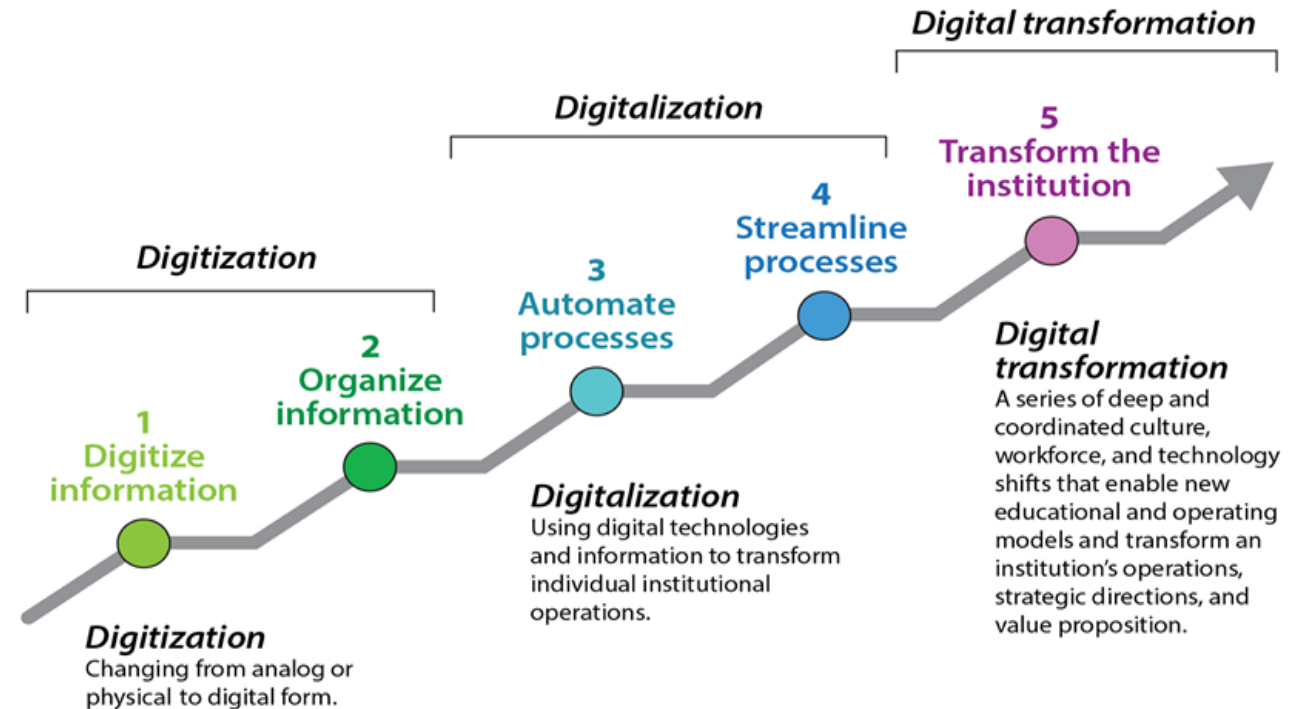 Digital transformation
Digitalization
5
Transform the
institution
4
Streamline
processes
Digitization
3
Automate
processes
2
Organize
information
1
Digitize
information
Digital
transformation
A series of deep and
coordinated culture,
workforce, and technology
shifts that enable new
educational and operating
models and transform an
institution's operations,
strategic directions, and
value proposition.
Digitalization
Using digital technologies
and information to transform
individual institutional
operations.
Digitization
Changing from analog or
physical to digital form.